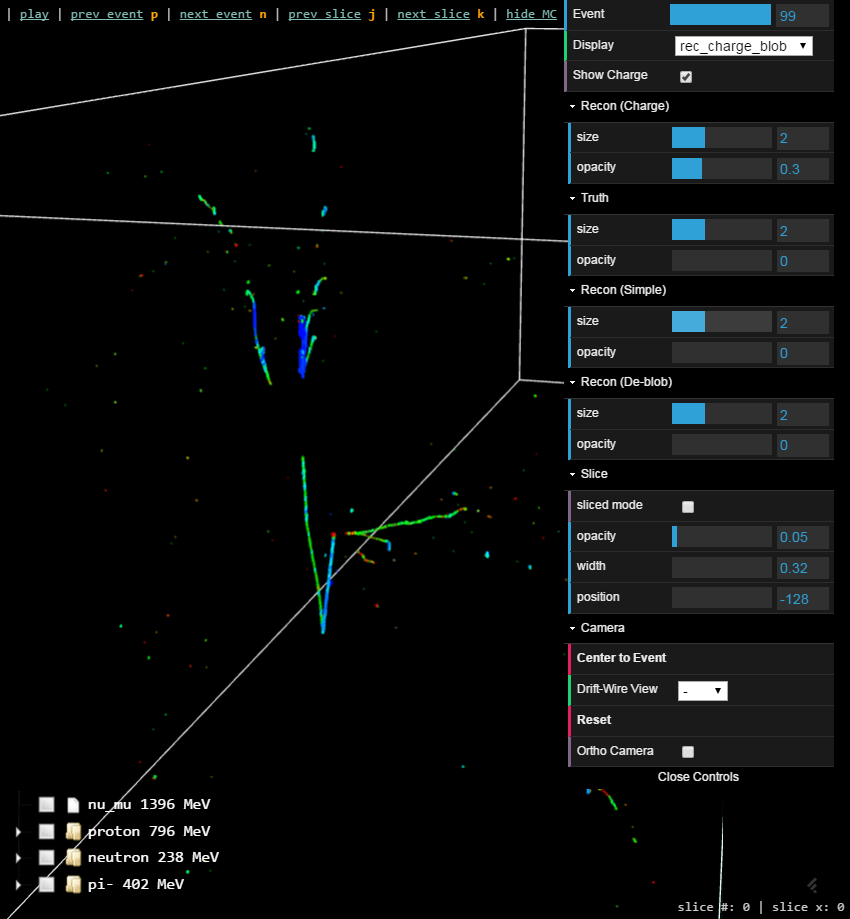 | play | prev event p | next event n | prev slice j | next slice k | hide MC
Event 99
Display rec_charge_blob
Show Charge
Recon (Charge)
size 2
opacity 0.3
Truth
size 2
opacity 0
Recon (Simple)
size 2
opacity 0
Recon (De-blob)
size 2
opacity 0
Slice
sliced mode
opacity 0.05
width 0.32
position -128
Camera
Center to Event
Drift-Wire View -
Reset
Ortho Camera
Close Controls
nu_mu 1396 MeV
proton 796 MeV
neutron 238 MeV
pi- 402 MeV
slice #: 0 | slice x: 0